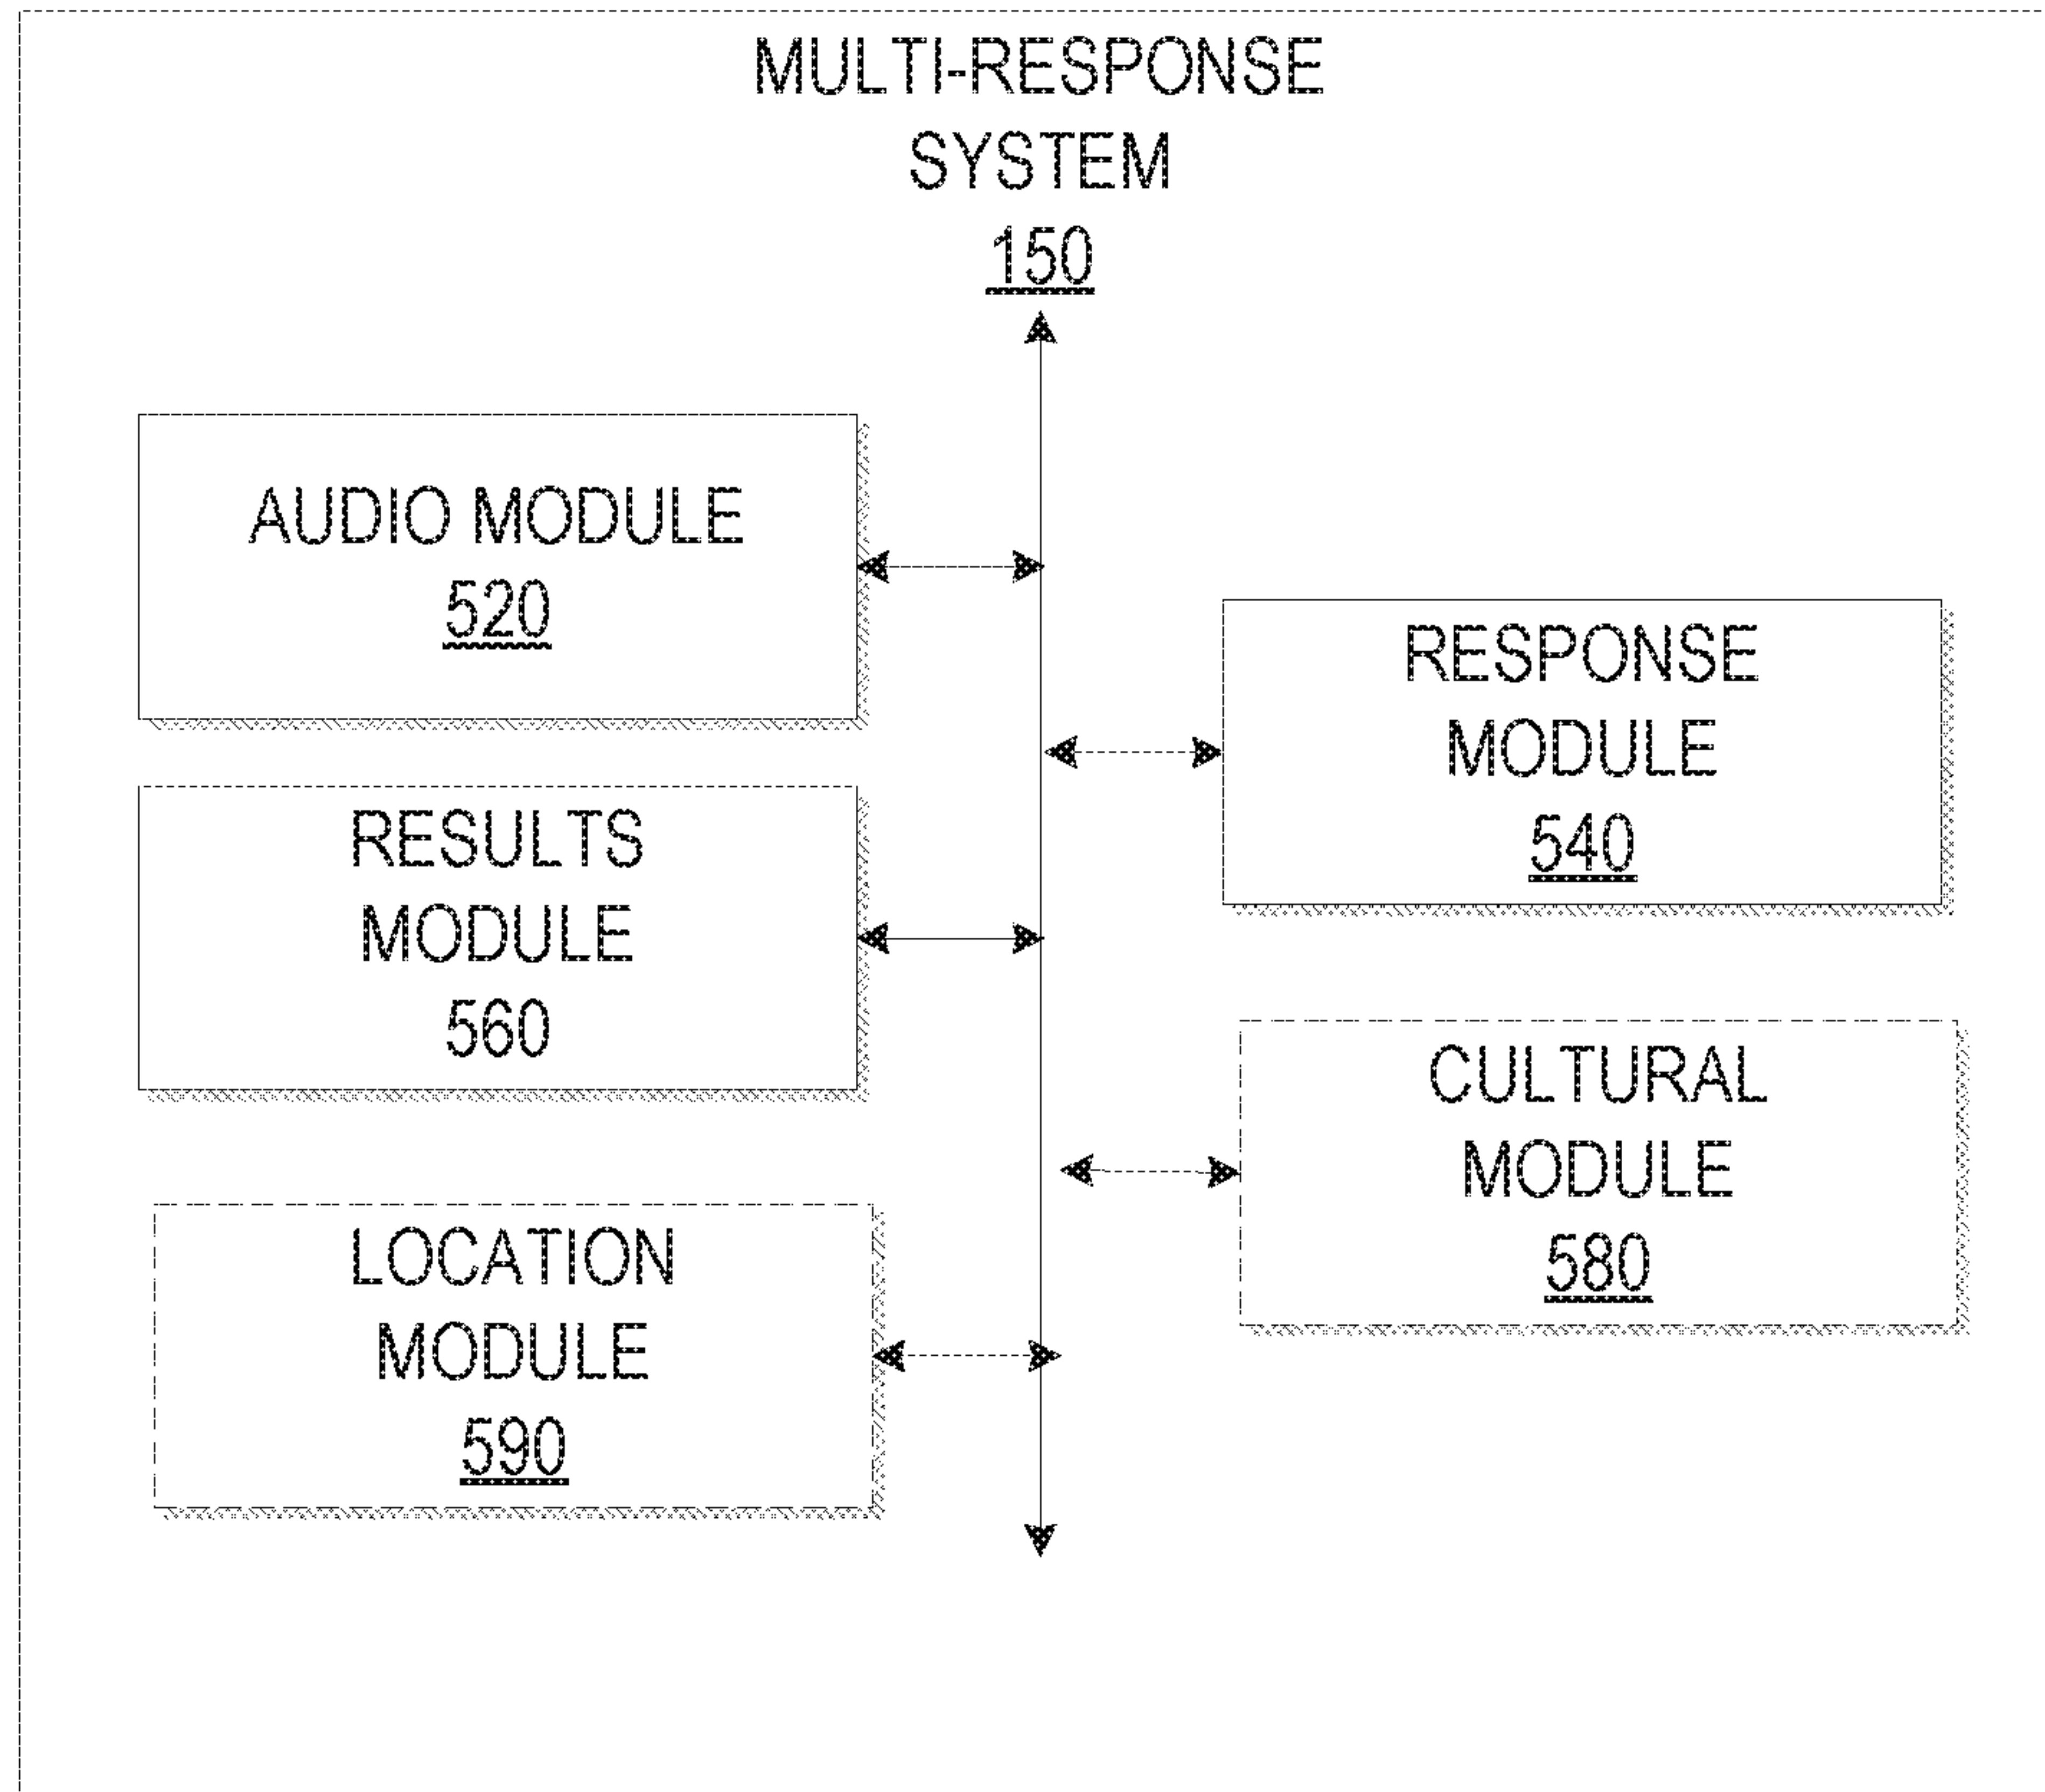 MULTI-RESPONSE
SYSTEM
150
AUDIO MODULE
520
RESPONSE
MODULE
540
RESULTS
MODULE
560
CULTURAL
MODULE
580
LOCATION
MODULE
590